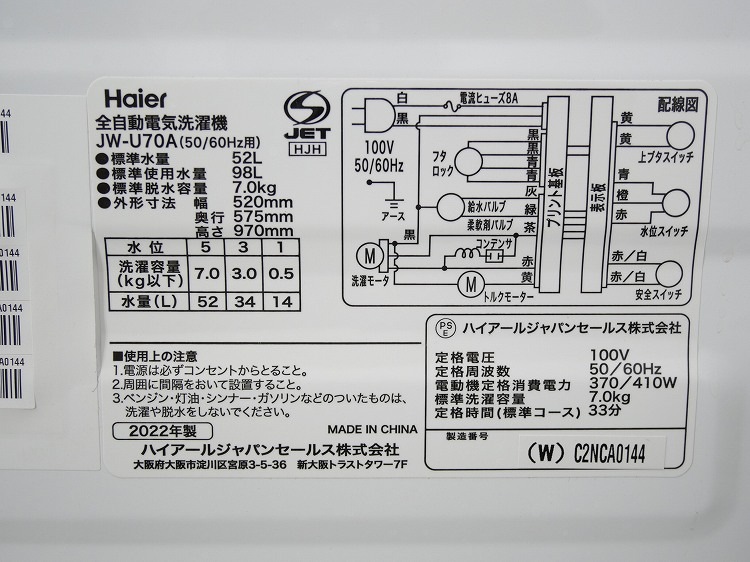 Haier
全自動電気洗濯機
JW-U70A(50/60Hz用)
JET
HJH
●標準水量 52L
●標準使用水量 98L
●標準脱水容量 7.0kg
●外形寸法 幅 520mm
奥行 575mm
高さ 970mm
水位 5 3 1
洗濯容量(kg以下) 7.0 3.0 0.5
水量(L) 52 34 14
配線図
白
電流ヒューズ8A
黒
100V
50/60Hz
アース
フタ
ロック
黒
黒
青
青
灰
給水バルブ
緑
柔軟剤バルブ
茶
黒
コンデンサ
M
洗濯モータ
赤
黄
M
トルクモーター
プリント基板
表示板
黄
黄
上ブタスイッチ
青
橙
赤
水位スイッチ
赤/白
赤/白
安全スイッチ
■使用上の注意
1.電源は必ずコンセントからとること。
2.周囲に間隔をおいて設置すること。
3.ベンジン・灯油・シンナー・ガソリンなどのついたものは、
洗濯や脱水をしないでください。
2022年製
MADE IN CHINA
ハイアールジャパンセールス株式会社
大阪府大阪市淀川区宮原3-5-36 新大阪トラストタワー7F
PS
E
ハイアールジャパンセールス株式会社
定格電圧 100V
定格周波数 50/60Hz
電動機定格消費電力 370/410W
標準洗濯容量 7.0kg
定格時間(標準コース) 33分
製造番号
(W) C2NCA0144
144
0144
0144
A0144
A0144